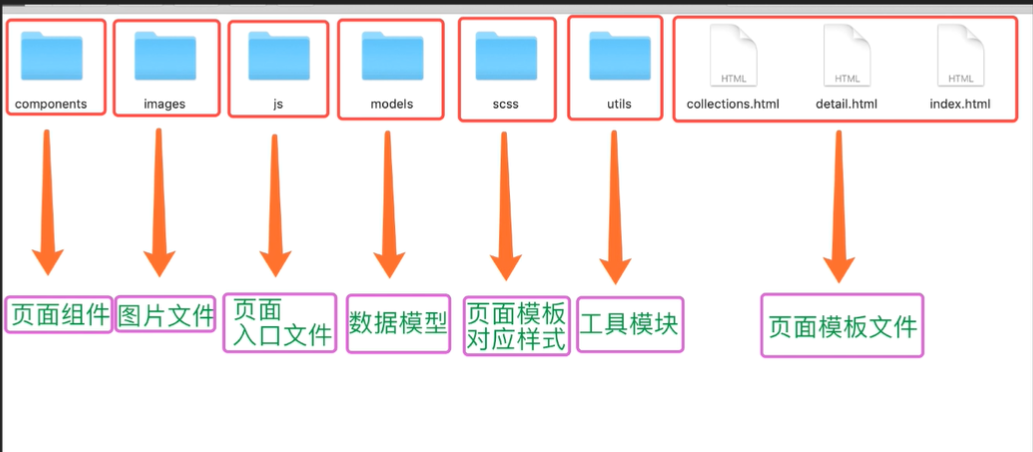 components
images
js
models
scss
utils
HTML
HTML
HTML
collections.html
detail.html
index.html
页面组件
图片文件
页面
入口文件
数据模型
页面模板
对应样式
工具模块
页面模板文件